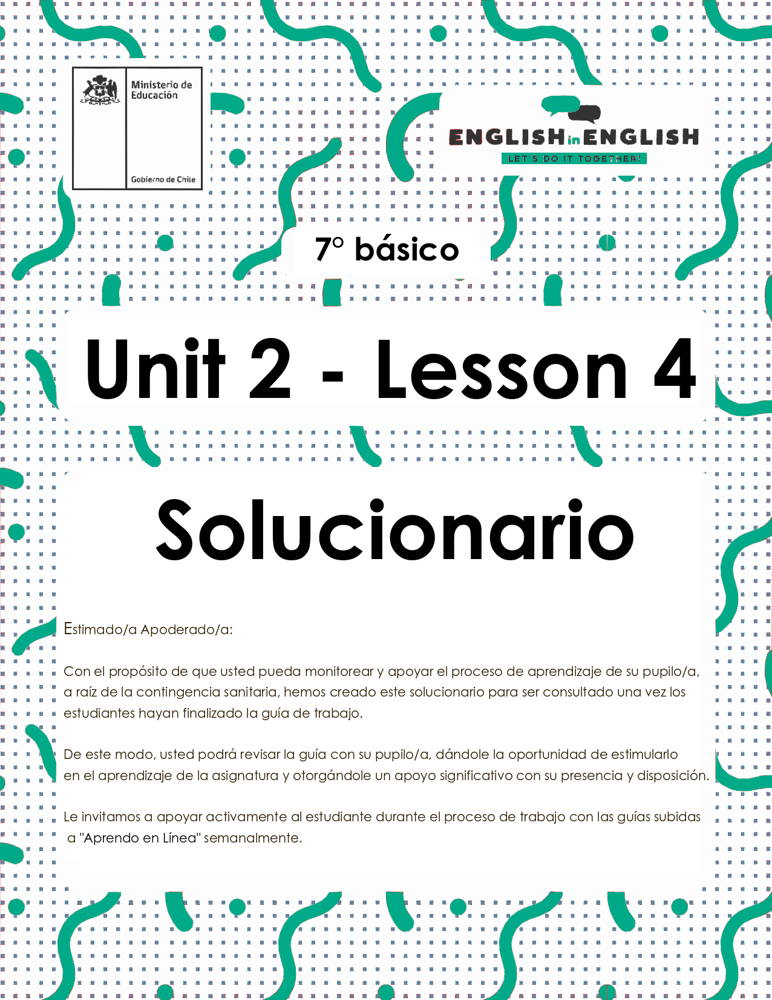 Ministerio de
Educación
Gobierno de Chile
ENGLISH in ENGLISH
LET'S DO IT TOGETHER!
7° básico
Unit 2 - Lesson 4
Solucionario
Estimado/a Apoderado/a:
Con el propósito de que usted pueda monitorear y apoyar el proceso de aprendizaje de su pupilo/a,
a raíz de la contingencia sanitaria, hemos creado este solucionario para ser consultado una vez los
estudiantes hayan finalizado la guía de trabajo.
De este modo, usted podrá revisar la guía con su pupilo/a, dándole la oportunidad de estimularlo
en el aprendizaje de la asignatura y otorgándole un apoyo significativo con su presencia y disposición.
Le invitamos a apoyar activamente al estudiante durante el proceso de trabajo con las guías subidas
a "Aprendo en Línea" semanalmente.